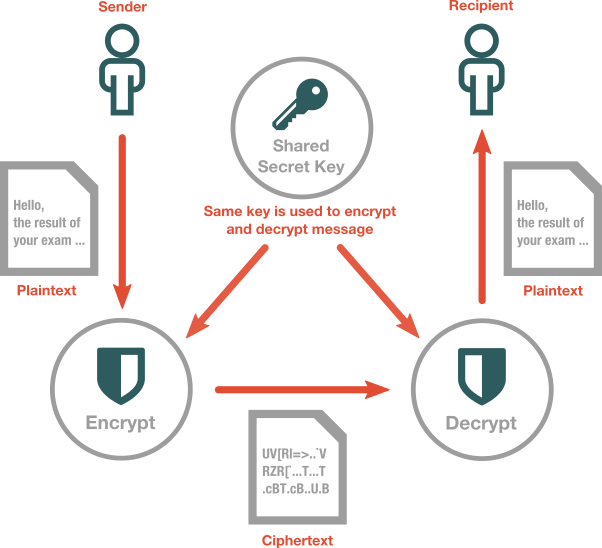 Sender
Recipient
Shared
Secret Key
Same key is used to encrypt
and decrypt message
Hello,
the result of
your exam ...
Plaintext
Hello,
the result of
your exam ...
Plaintext
Encrypt
Decrypt
UV[RI=>..`V
RZR[¨...T...T
.cBT.cB..U.B
Ciphertext